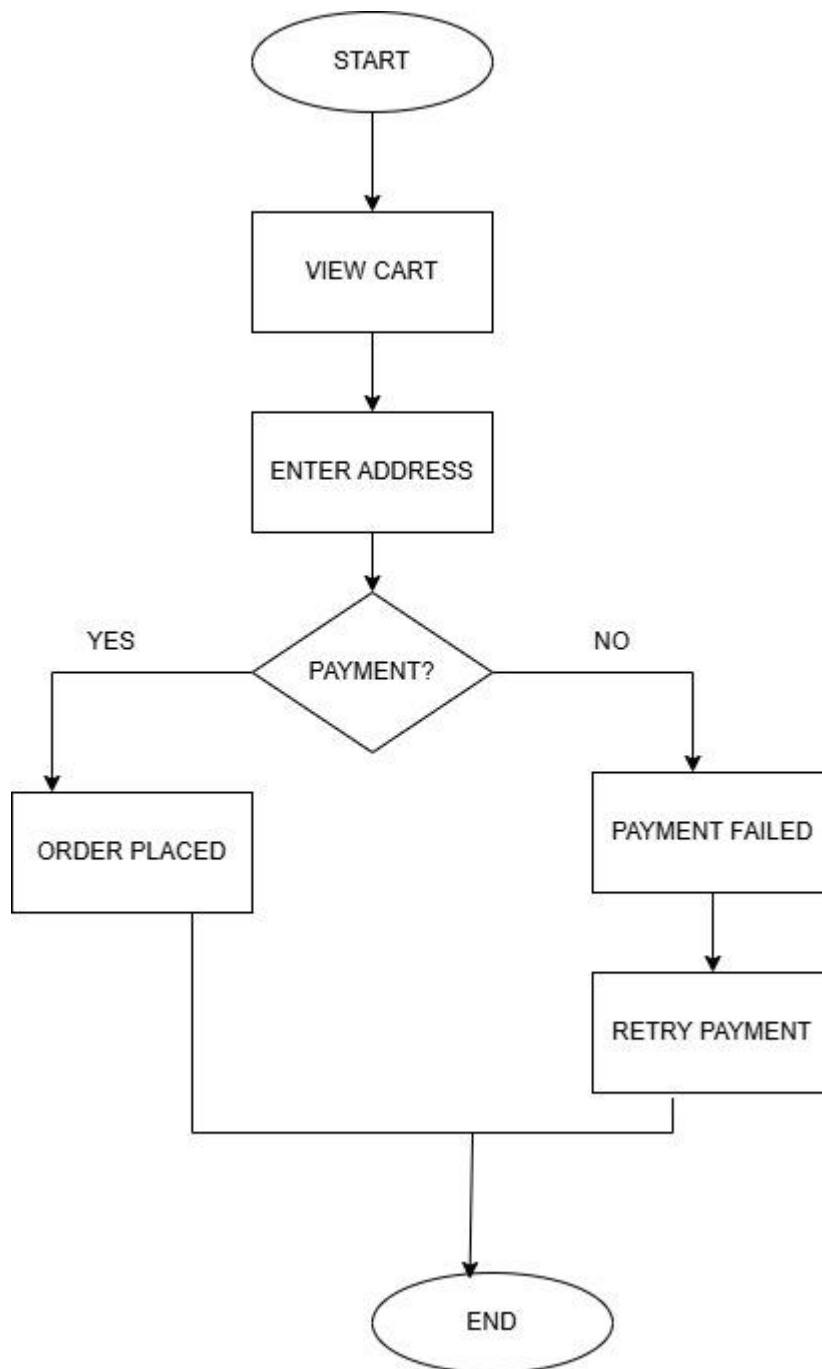 START
VIEW CART
ENTER ADDRESS
YES
NO
PAYMENT?
ORDER PLACED
PAYMENT FAILED
RETRY PAYMENT
END